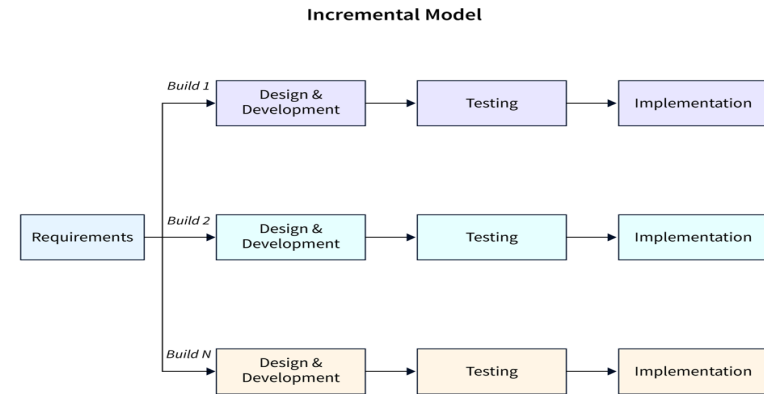 Incremental Model
Build 1
Design &
Development
Testing
Implementation
Requirements
Build 2
Design &
Development
Testing
Implementation
Build N
Design &
Development
Testing
Implementation